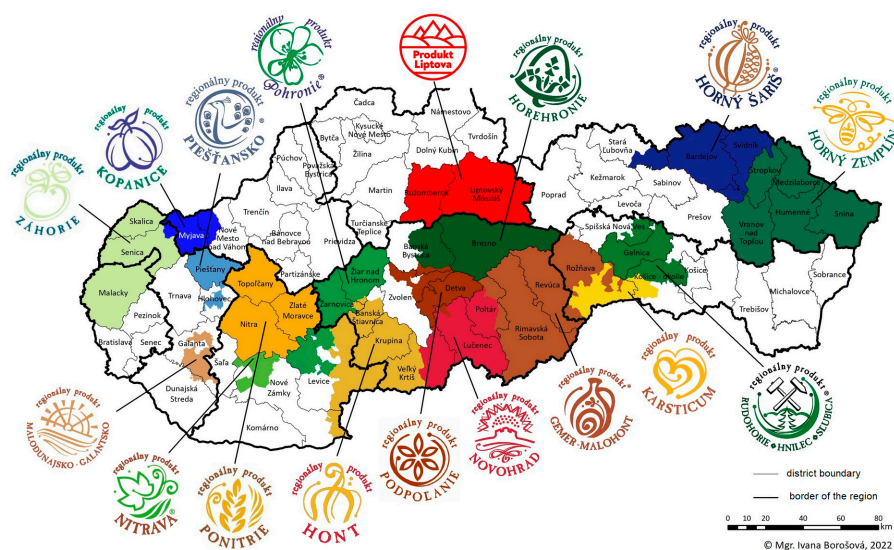 regionálny produkt
Pohronie®
Produkt
Liptova
regionálny produkt
HOREHRONIE
regionálny produkt
HORNÝ ŠARIŠ®
regionálny produkt
HORNÝ ZEMPLÍN
regionálny produkt
PIEŠŤANSKO
regionálny produkt
KOPANICE
regionálny produkt
ZÁHORIE
Čadca
Námestovo
Kysucké
Nové Mesto
Bytča
Tvrdošín
Dolný Kubín
Žilina
Púchov
Považská
Bystrica
Ilava
Martin
Ružomberok
Liptovský
Mikuláš
Stará
Ľubovňa
Kežmarok
Poprad
Levoča
Sabinov
Prešov
Bardejov
Svidník
Stropkov
Medzilaborce
Humenné
Snina
Vranov
nad
Topľou
Skalica
Senica
Myjava
Malacky
Nové
Mesto
nad Váhom
Trenčín
Bánovce
nad Bebravou
Prievidza
Turčianske
Teplice
Partizánske
Banská
Bystrica
Brezno
Spišská Nová Ves
Gelnica
Rožňava
Košice - okolie
Košice
Sobrance
Michalovce
Trebišov
Piešťany
Hlohovec
Trnava
Pezinok
Bratislava
Senec
Galanta
Šaľa
Dunajská
Streda
Topoľčany
Zlaté
Moravce
Nitra
Nové
Zámky
Levice
Komárno
Žiar nad
Hronom
Žarnovica
Banská
Štiavnica
Zvolen
Krupina
Veľký
Krtíš
Detva
Poltár
Lučenec
Revúca
Rimavská
Sobota
regionálny produkt
MALODUNAJSKO - GALANTSKO
regionálny produkt
NITRAVA®
regionálny produkt
PONITRIE
regionálny produkt
HONT
regionálny produkt
PODPOĽANIE
regionálny produkt
NOVOHRAD
regionálny produkt®
GEMER-MALOHONT
regionálny produkt
KARSTICUM
regionálny produkt®
RUDOHORIE • HNILEC • SĽUBICA
district boundary
border of the region
0 10 20 40 60 80
km
© Mgr. Ivana Borošová, 2022